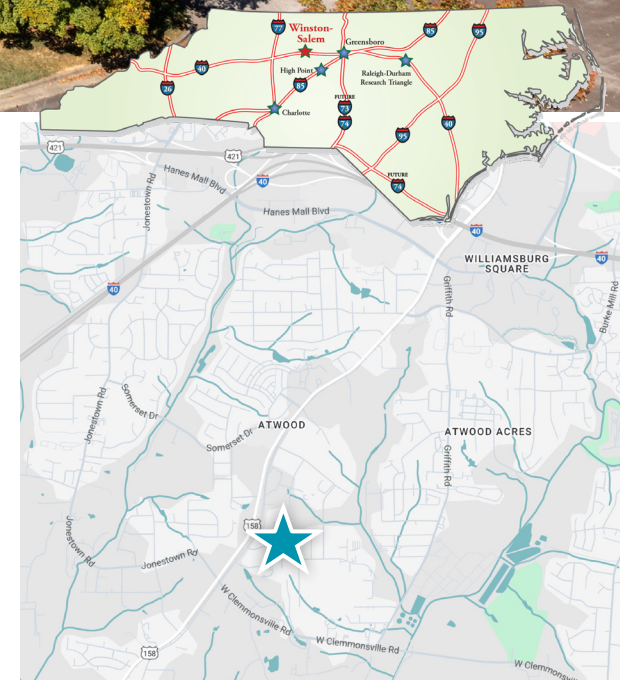 77
Winston-
Salem
Greensboro
85
95
40
High Point
Raleigh-Durham
Research Triangle
26
85
Charlotte
FUTURE
73
74
95
40
FUTURE
74
421
421
Hanes Mall Blvd
40
Jonestown Rd
Hanes Mall Blvd
40
WILLIAMSBURG
SQUARE
40
40
Griffith Rd
Burke Mill Rd
Jonestown Rd
Somerset Dr
Somerset Dr
ATWOOD
ATWOOD ACRES
Griffith Rd
158
Jonestown Rd
Jonestown Rd
W Clemmonsville Rd
W Clemmonsville Rd
158
W Clemmonsv